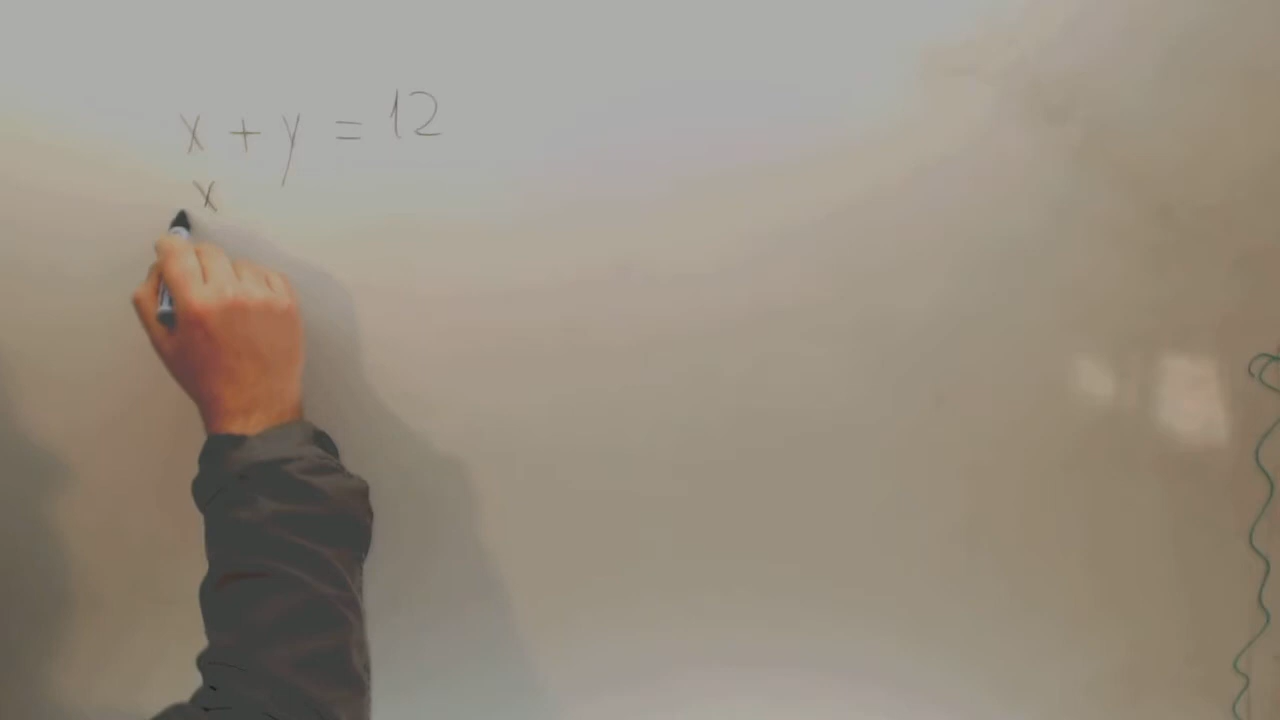 x + y = 12
x